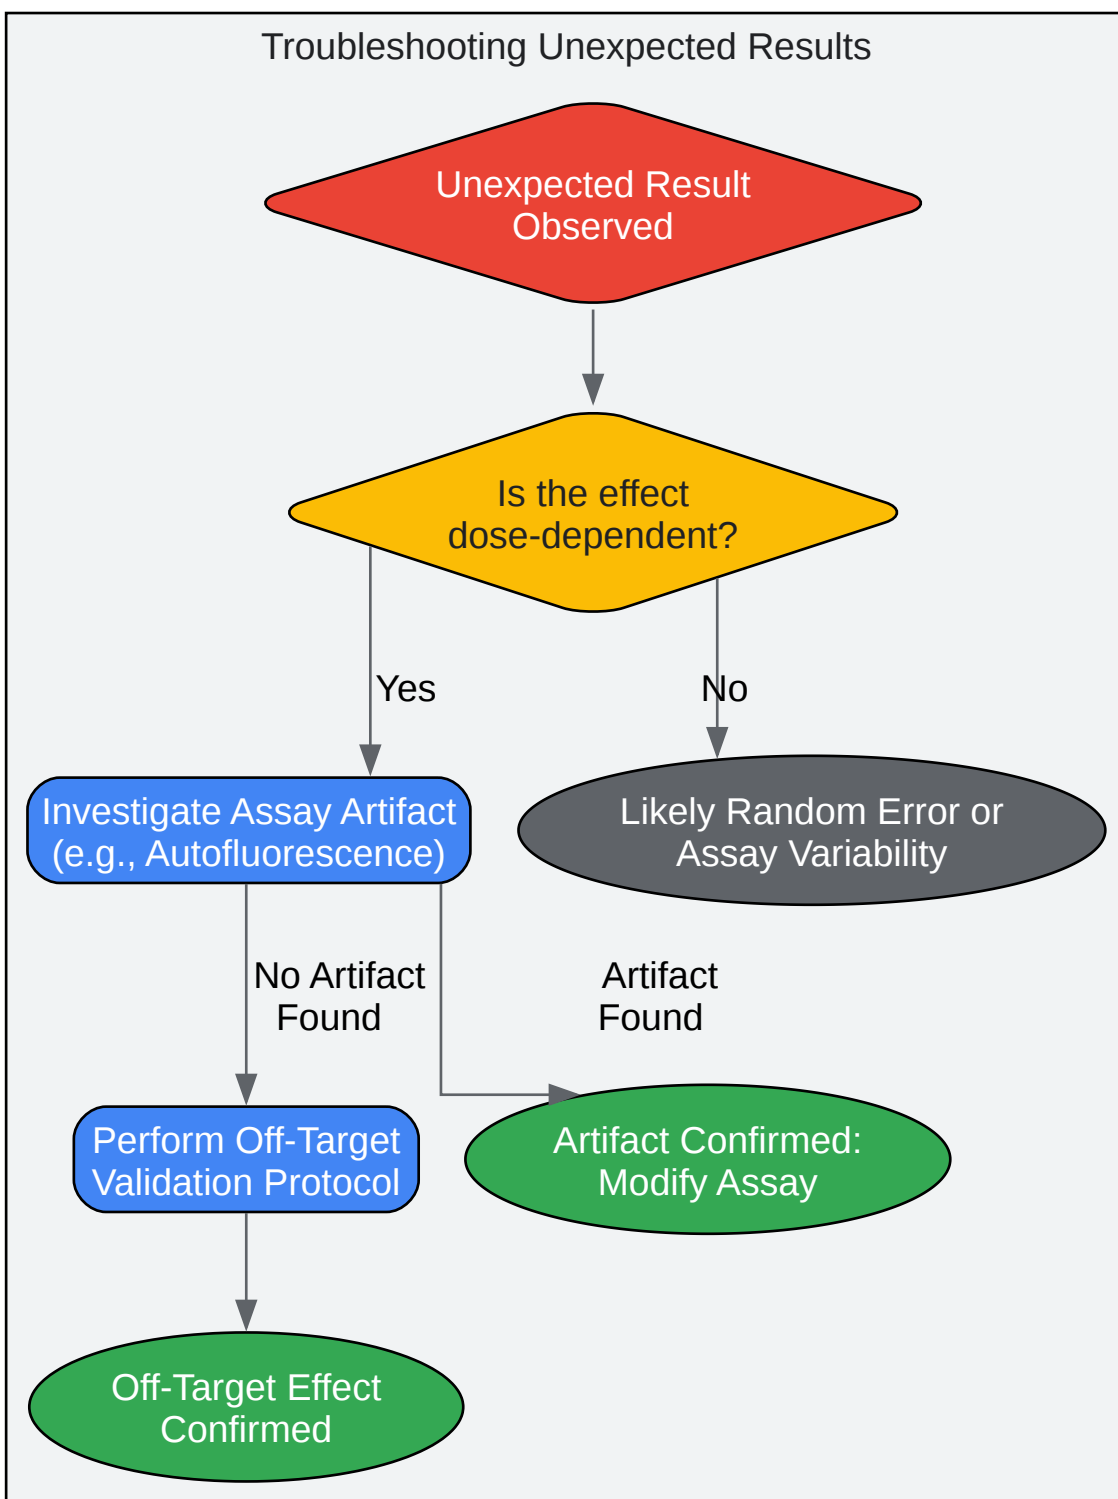 Troubleshooting Unexpected Results
Unexpected Result
Observed
Is the effect
dose-dependent?
Yes
No
Investigate Assay Artifact
(e.g., Autofluorescence)
Likely Random Error or
Assay Variability
No Artifact
Found
Artifact
Found
Perform Off-Target
Validation Protocol
Artifact Confirmed:
Modify Assay
Off-Target Effect
Confirmed